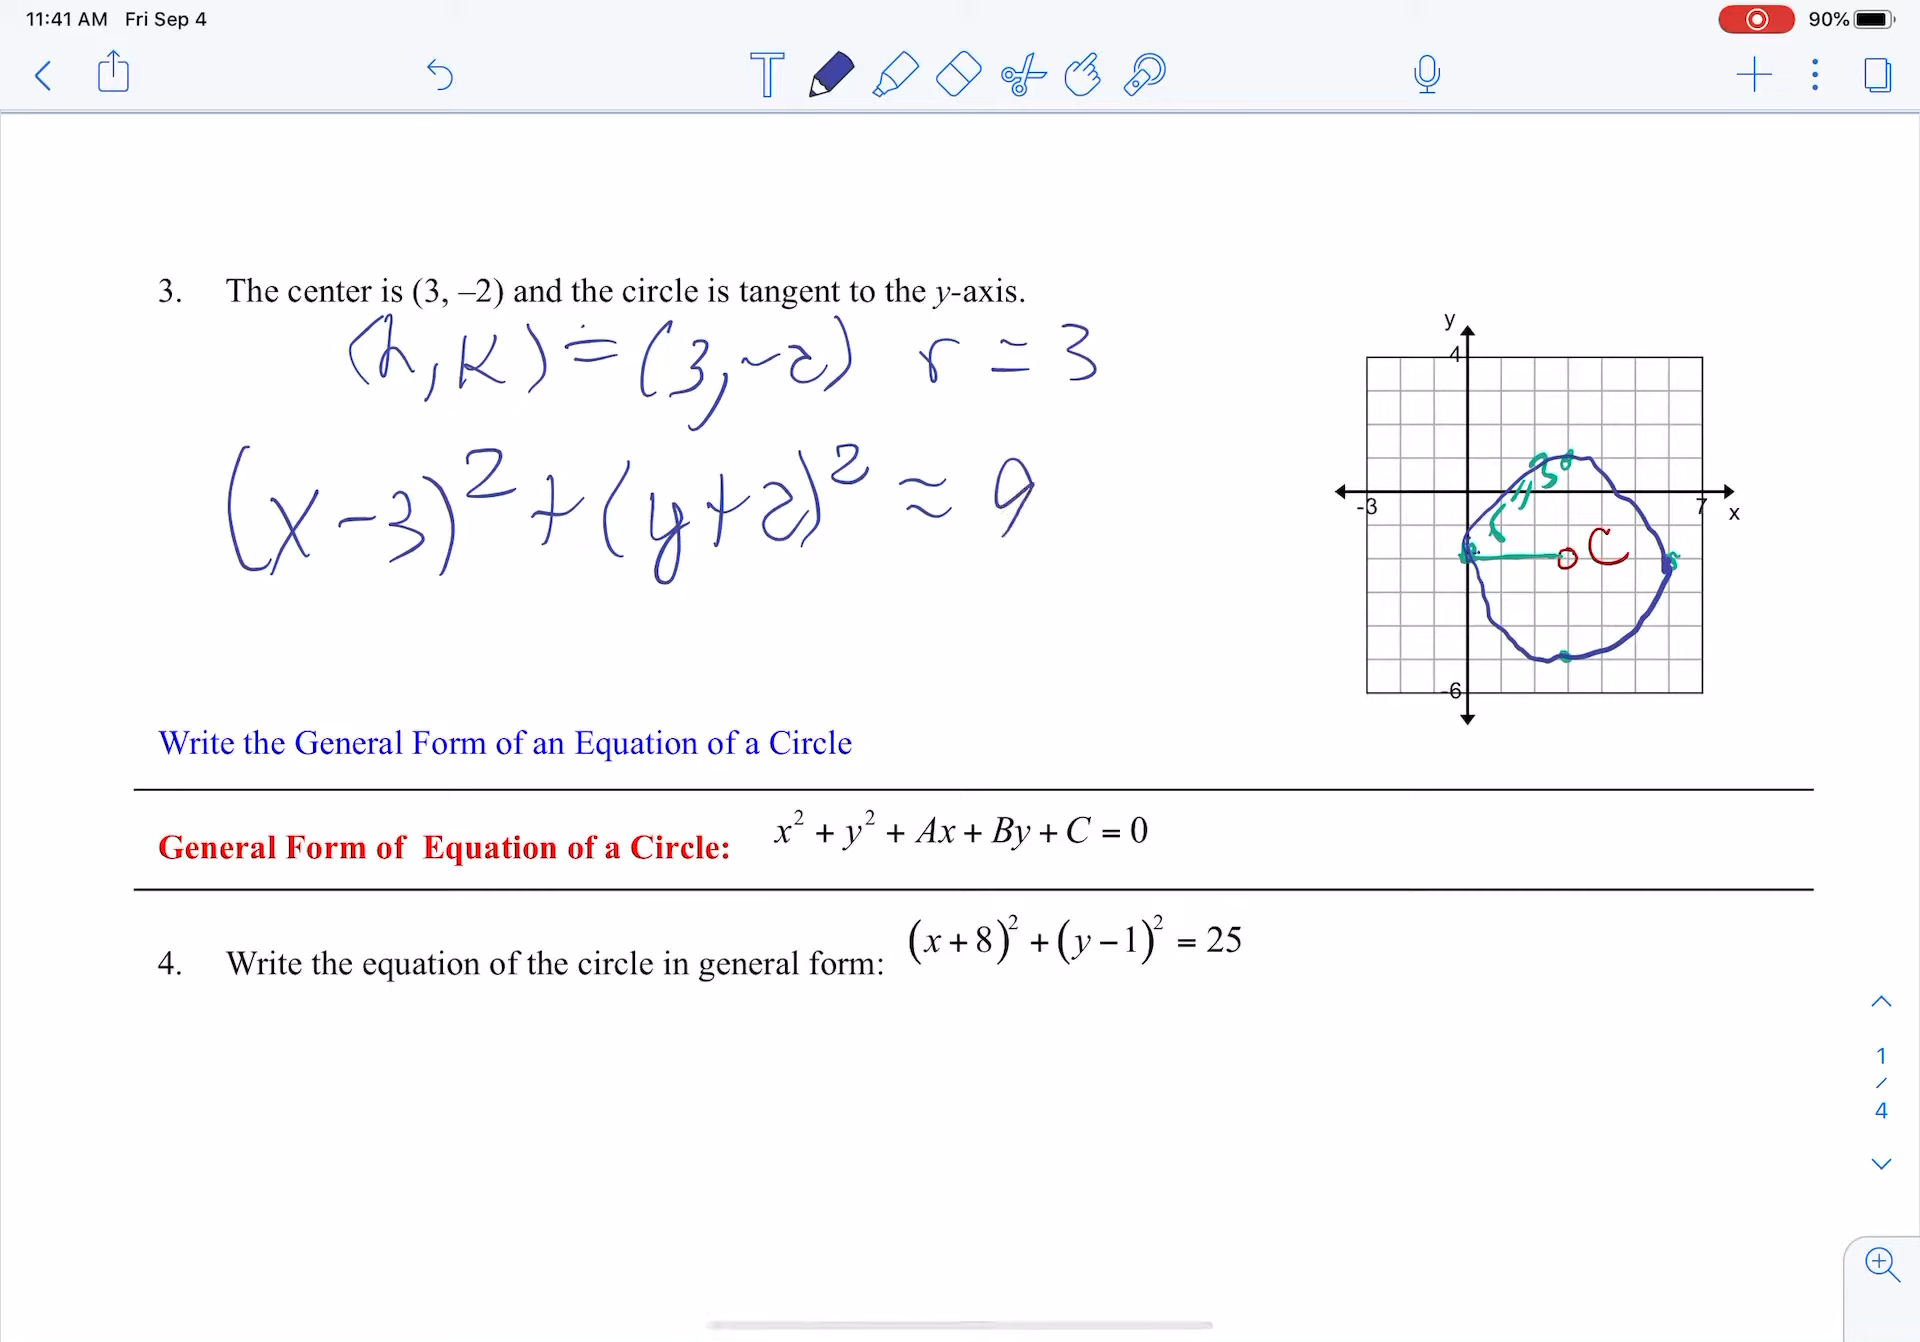 11:41 AM Fri Sep 4
90%
T
3. The center is (3, –2) and the circle is tangent to the y-axis.
(h, K) = (3, -2) r = 3
(x - 3)² + (y + 2)² = 9
y
4
r = 3
-3
7
x
C
-6
Write the General Form of an Equation of a Circle
General Form of Equation of a Circle: x² + y² + Ax + By + C = 0
4. Write the equation of the circle in general form: (x + 8)² + (y − 1)² = 25
1
/
4